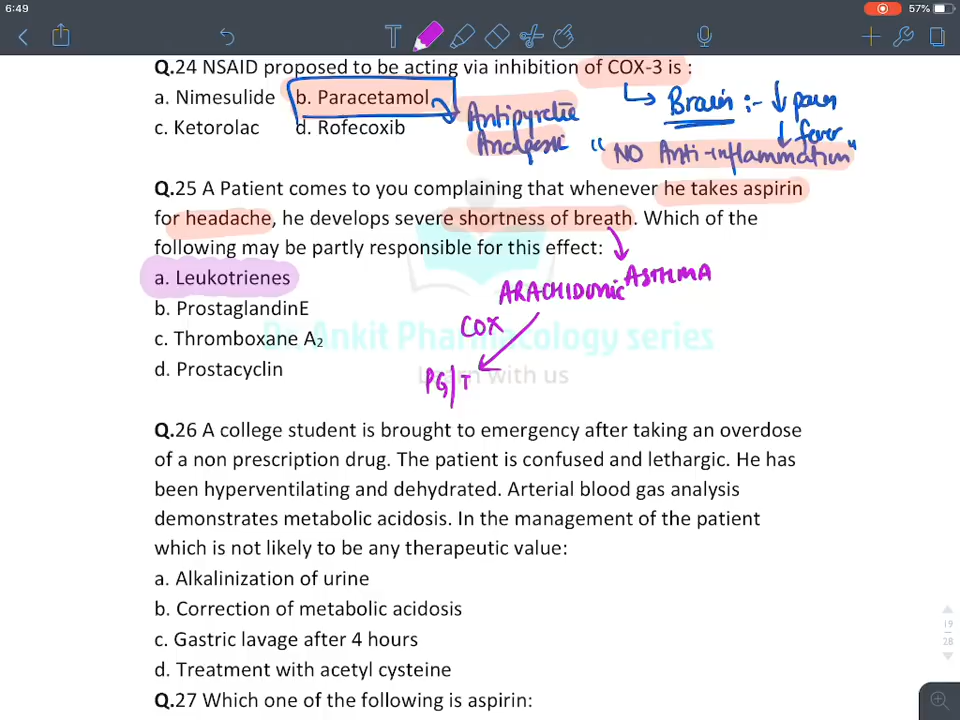 6:49
57%
T
Q.24 NSAID proposed to be acting via inhibition of COX-3 is :
a. Nimesulide b. Paracetamol
c. Ketorolac d. Rofecoxib
Antipyretic
Analgesic
Brain :- ↓ pain
↓ fever
"NO Anti-inflammation"
Q.25 A Patient comes to you complaining that whenever he takes aspirin
for headache, he develops severe shortness of breath. Which of the
following may be partly responsible for this effect:
a. Leukotrienes
b. ProstaglandinE
c. Thromboxane A₂
d. Prostacyclin
ASTHMA
ARACHIDONIC
COX
PG/T
Dr Ankit Pharmacology series
Learn with us
Q.26 A college student is brought to emergency after taking an overdose
of a non prescription drug. The patient is confused and lethargic. He has
been hyperventilating and dehydrated. Arterial blood gas analysis
demonstrates metabolic acidosis. In the management of the patient
which is not likely to be any therapeutic value:
a. Alkalinization of urine
b. Correction of metabolic acidosis
c. Gastric lavage after 4 hours
d. Treatment with acetyl cysteine
Q.27 Which one of the following is aspirin:
19
28